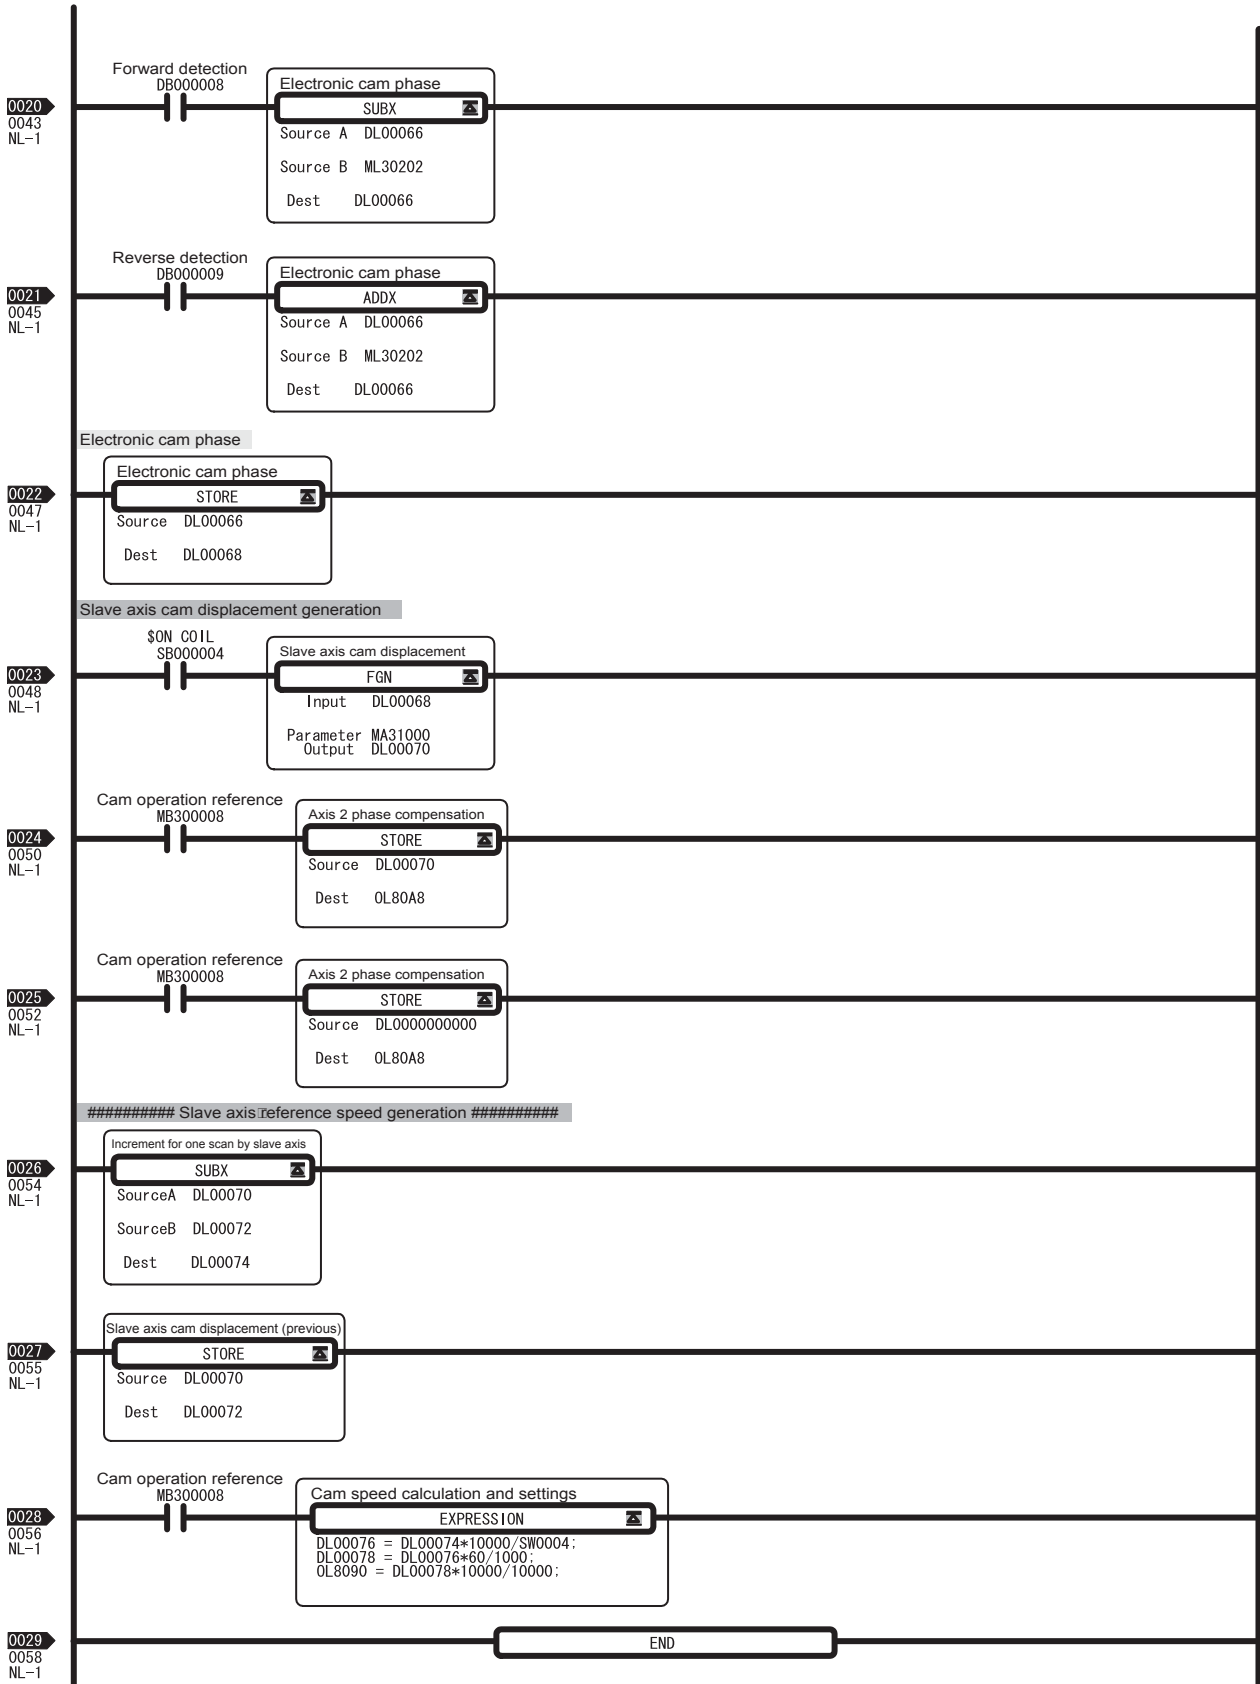 Forward detection
DB000008
Electronic cam phase
0020
SUBX
0043
NL-1
Source A DL00066
Source B ML30202
Dest DL00066
Reverse detection
DB000009
Electronic cam phase
0021
ADDX
0045
NL-1
Source A DL00066
Source B ML30202
Dest DL00066
Electronic cam phase
Electronic cam phase
0022
STORE
0047
NL-1
Source DL00066
Dest DL00068
Slave axis cam displacement generation
$ON COIL
SB000004
Slave axis cam displacement
0023
FGN
0048
NL-1
Input DL00068
Parameter MA31000
Output DL00070
Cam operation reference
MB300008
Axis 2 phase compensation
0024
STORE
0050
NL-1
Source DL00070
Dest OL80A8
Cam operation reference
MB300008
Axis 2 phase compensation
0025
STORE
0052
NL-1
Source DL0000000000
Dest OL80A8
########## Slave axis reference speed generation ##########
Increment for one scan by slave axis
0026
SUBX
0054
NL-1
SourceA DL00070
SourceB DL00072
Dest DL00074
Slave axis cam displacement (previous)
0027
STORE
0055
NL-1
Source DL00070
Dest DL00072
Cam operation reference
MB300008
Cam speed calculation and settings
0028
EXPRESSION
0056
NL-1
DL00076 = DL00074*10000/SW0004;
DL00078 = DL00076*60/1000;
OL8090 = DL00078*10000/10000;
0029
END
0058
NL-1